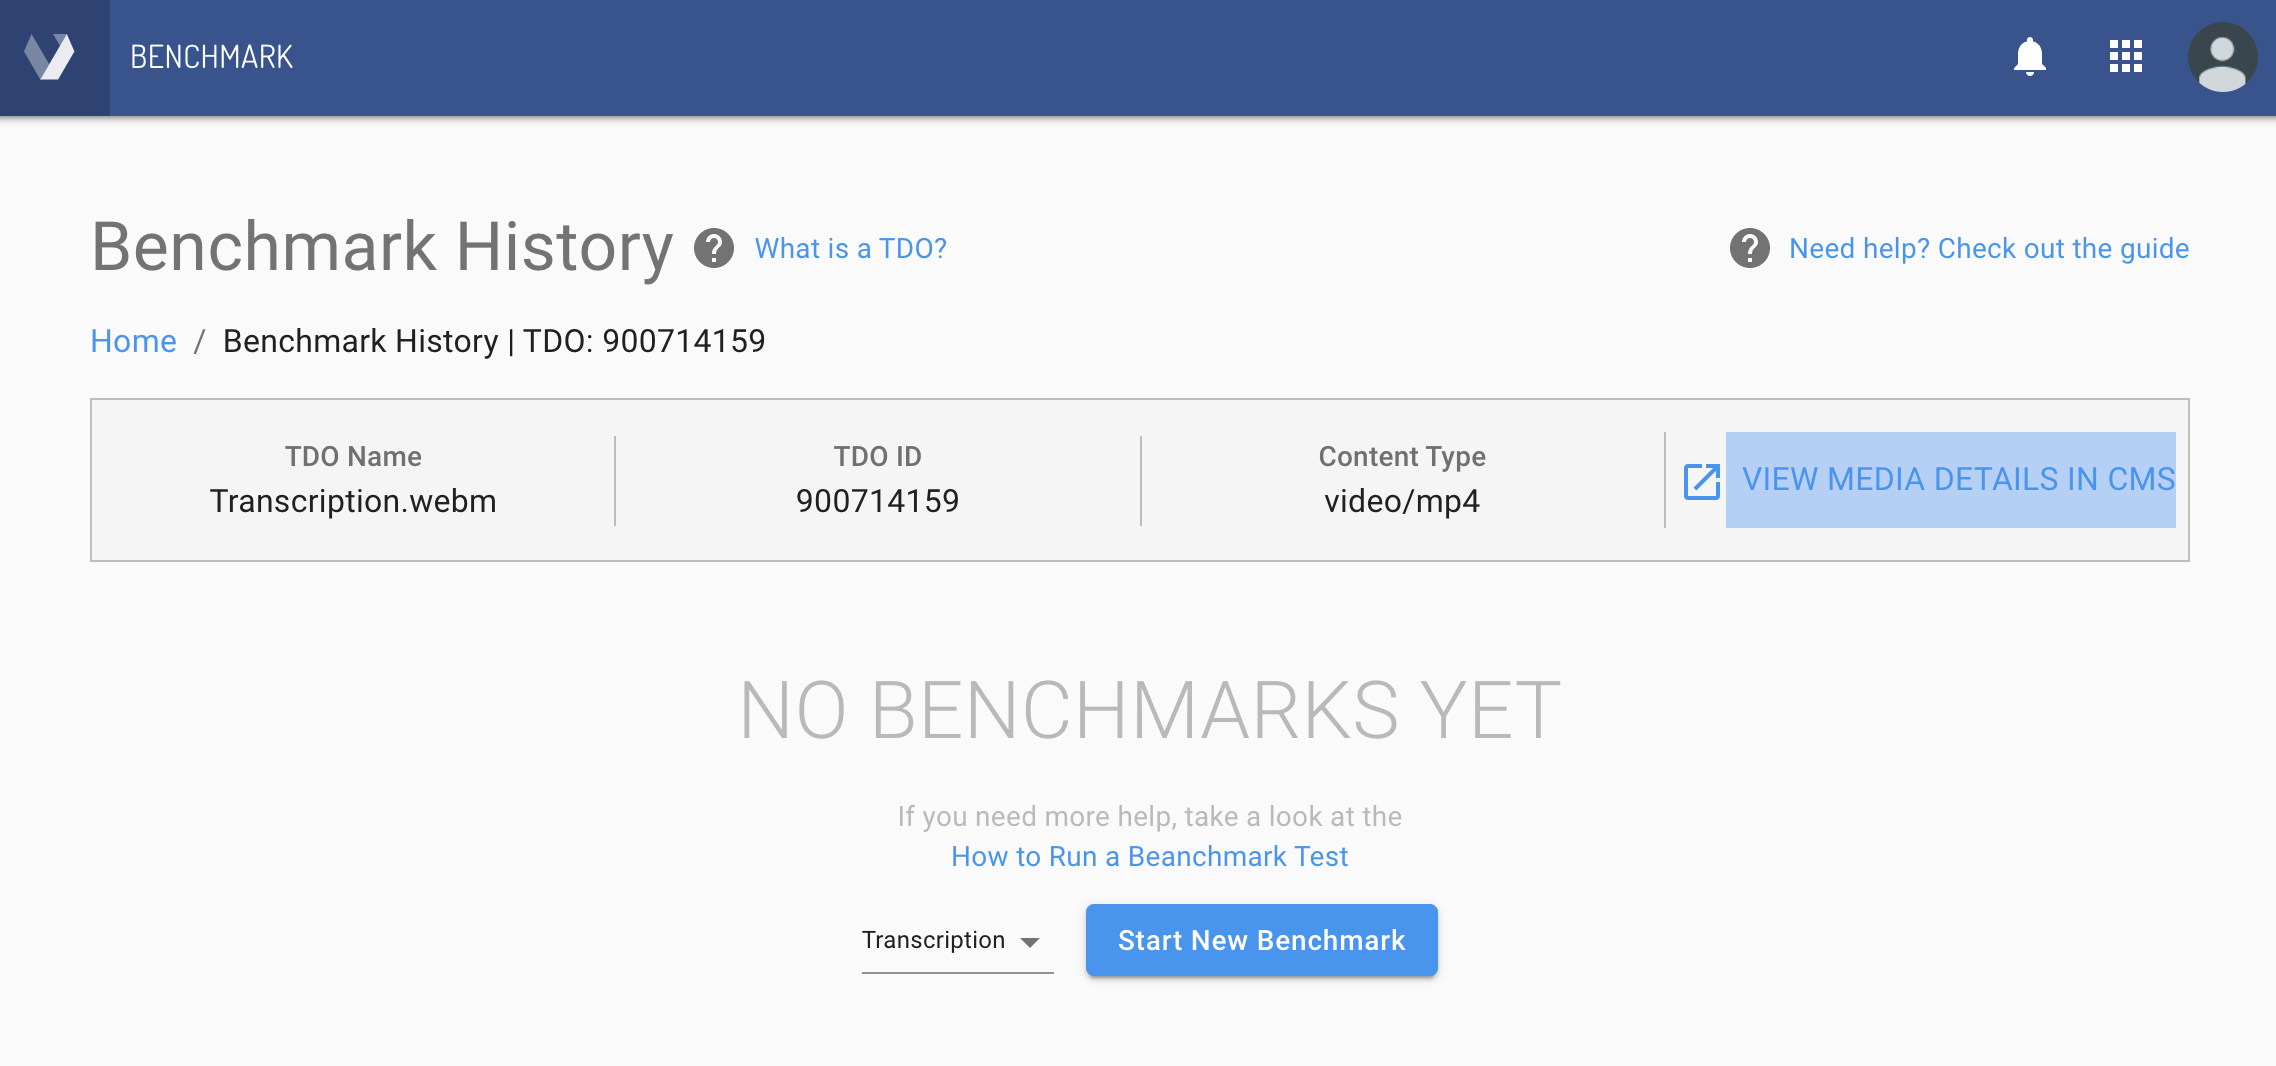 BENCHMARK
Benchmark History What is a TDO?
Need help? Check out the guide
Home / Benchmark History | TDO: 900714159
TDO Name
Transcription.webm
TDO ID
900714159
Content Type
video/mp4
VIEW MEDIA DETAILS IN CMS
NO BENCHMARKS YET
If you need more help, take a look at the
How to Run a Beanchmark Test
Transcription
Start New Benchmark